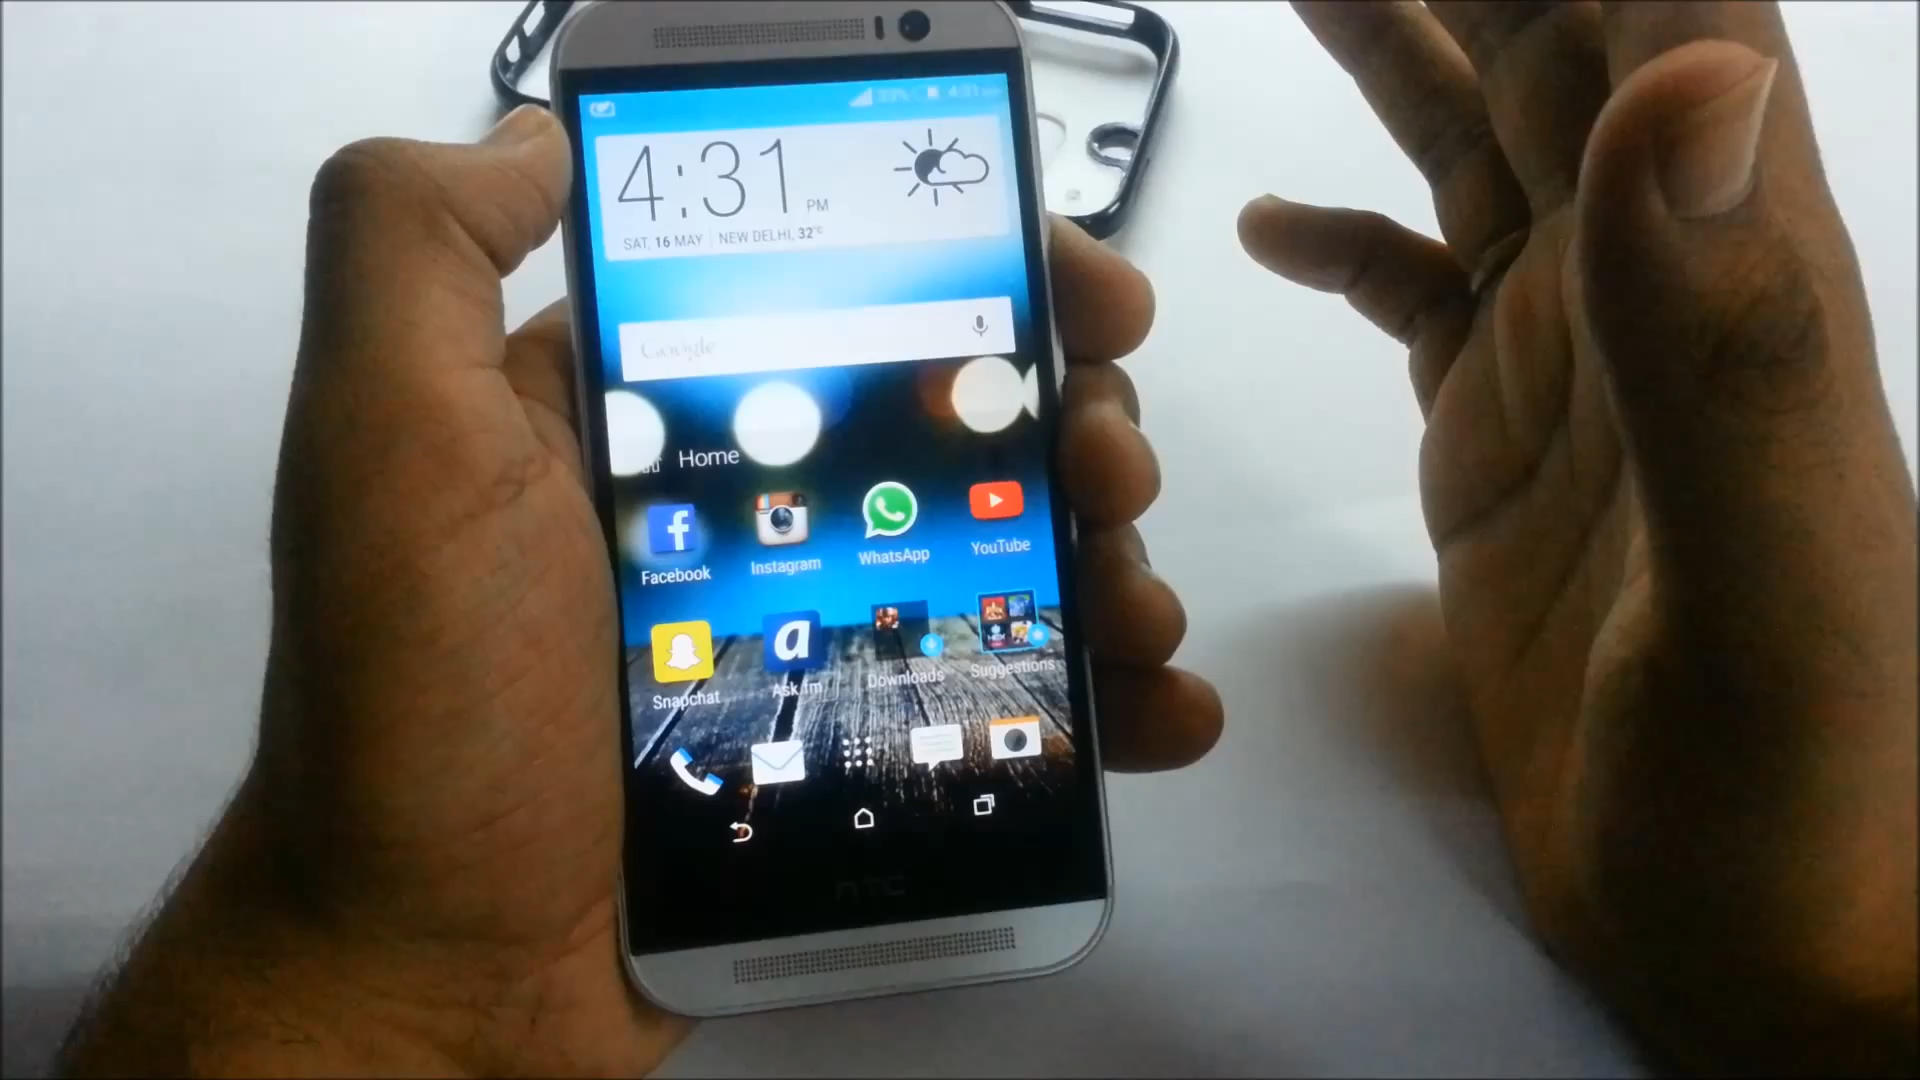 4:31 PM
SAT, 16 MAY NEW DELHI, 32°C
Google
Home
Facebook Instagram WhatsApp YouTube
Snapchat Ask.fm Downloads Suggestions
hTC